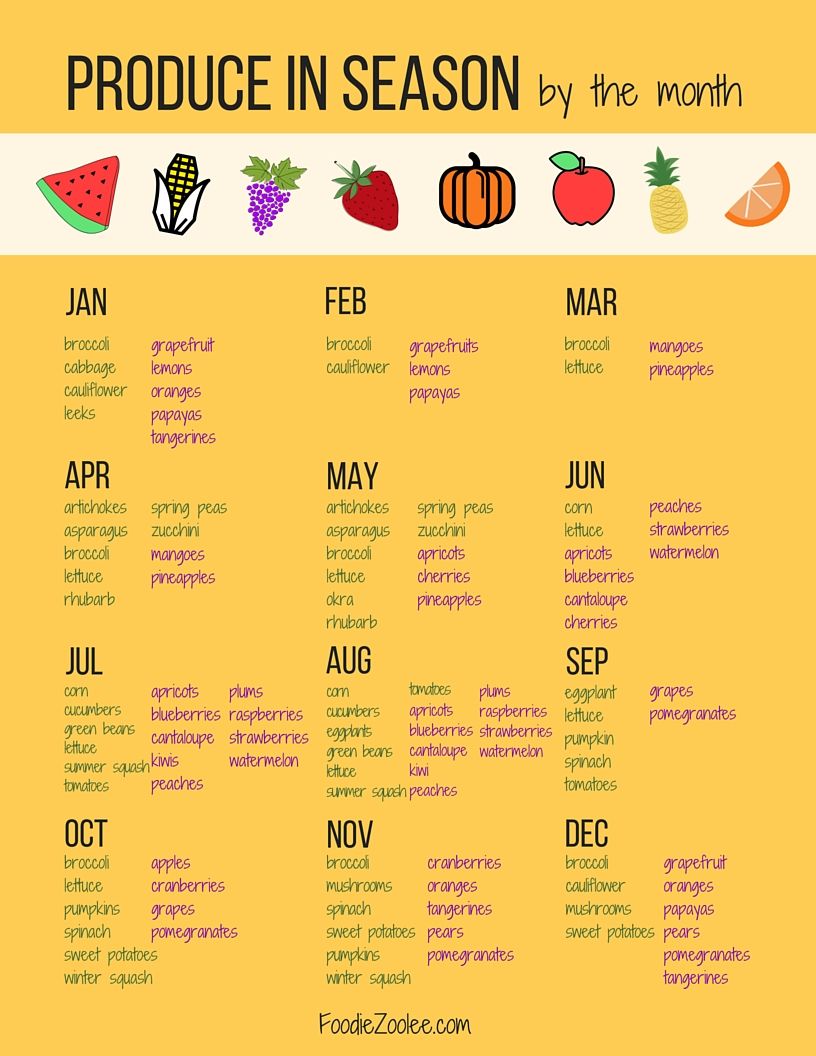 PRODUCE IN SEASON by the month
JAN
broccoli
cabbage
cauliflower
leeks
grapefruit
lemons
oranges
papayas
tangerines
FEB
broccoli
cauliflower
grapefruits
lemons
papayas
MAR
broccoli
lettuce
mangoes
pineapples
APR
artichokes
asparagus
broccoli
lettuce
rhubarb
spring peas
zucchini
mangoes
pineapples
MAY
artichokes
asparagus
broccoli
lettuce
okra
rhubarb
spring peas
zucchini
apricots
cherries
pineapples
JUN
corn
lettuce
apricots
blueberries
cantaloupe
cherries
peaches
strawberries
watermelon
JUL
corn
cucumbers
green beans
lettuce
summer squash
tomatoes
apricots
blueberries
cantaloupe
kiwis
peaches
plums
raspberries
strawberries
watermelon
AUG
corn
cucumbers
eggplants
green beans
lettuce
summer squash
tomatoes
apricots
blueberries
cantaloupe
kiwi
peaches
plums
raspberries
strawberries
watermelon
SEP
eggplant
lettuce
pumpkin
spinach
tomatoes
grapes
pomegranates
OCT
broccoli
lettuce
pumpkins
spinach
sweet potatoes
winter squash
apples
cranberries
grapes
pomegranates
NOV
broccoli
mushrooms
spinach
sweet potatoes
pumpkins
winter squash
cranberries
oranges
tangerines
pears
pomegranates
DEC
broccoli
cauliflower
mushrooms
sweet potatoes
grapefruit
oranges
papaya
pears
pomegranates
tangerines
FoodieZoolee.com